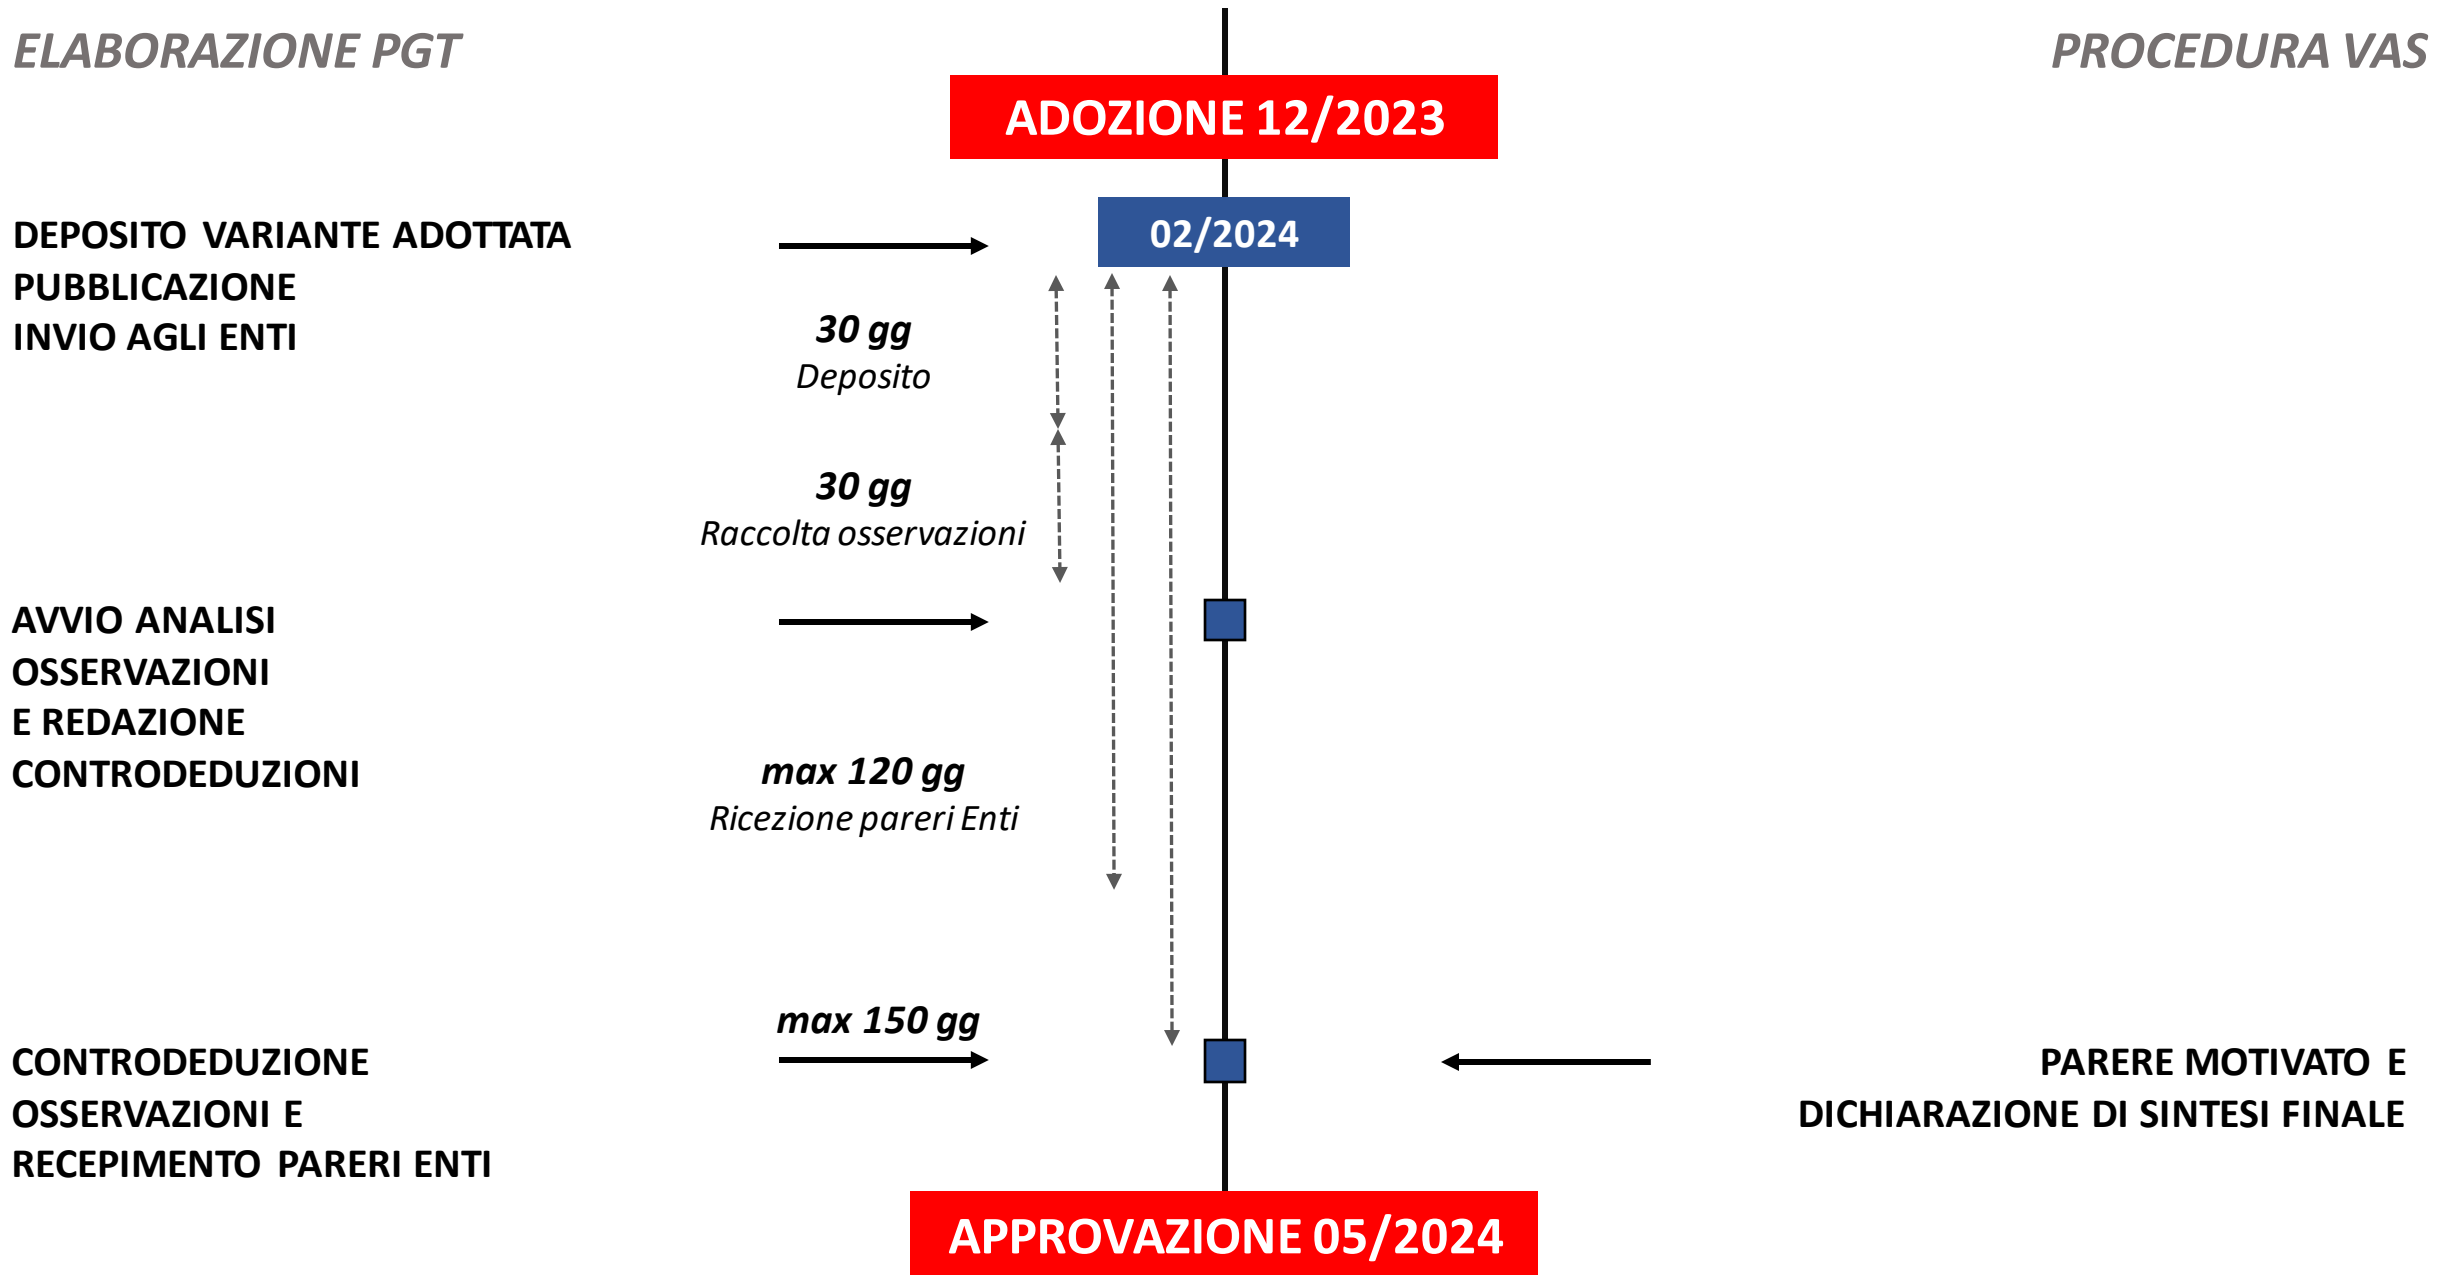 ELABORAZIONE PGT
PROCEDURA VAS
ADOZIONE 12/2023
DEPOSITO VARIANTE ADOTTATA
PUBBLICAZIONE
INVIO AGLI ENTI
02/2024
30 gg
Deposito
30 gg
Raccolta osservazioni
AVVIO ANALISI
OSSERVAZIONI
E REDAZIONE
CONTRODEDUZIONI
max 120 gg
Ricezione pareri Enti
max 150 gg
CONTRODEDUZIONE
OSSERVAZIONI E
RECEPIMENTO PARERI ENTI
PARERE MOTIVATO E
DICHIARAZIONE DI SINTESI FINALE
APPROVAZIONE 05/2024